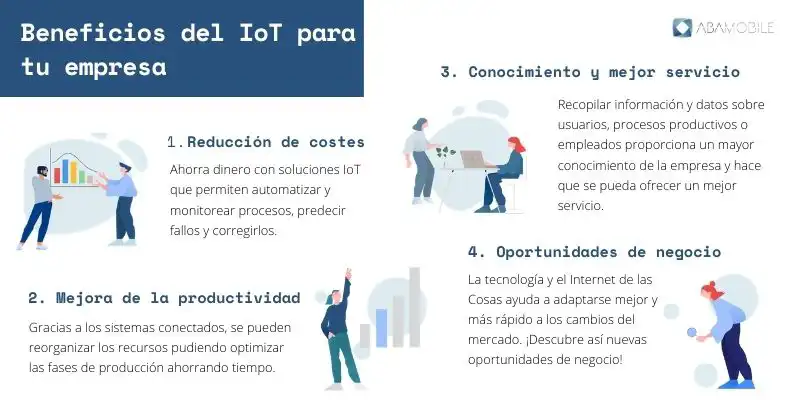 Beneficios del IoT para
tu empresa
ABAMOBILE
1.Reducción de costes
Ahorra dinero con soluciones IoT
que permiten automatizar y
monitorear procesos, predecir
fallos y corregirlos.
2. Mejora de la productividad
Gracias a los sistemas conectados, se pueden
reorganizar los recursos pudiendo optimizar
las fases de producción ahorrando tiempo.
3. Conocimiento y mejor servicio
Recopilar información y datos sobre
usuarios, procesos productivos o
empleados proporciona un mayor
conocimiento de la empresa y hace
que se pueda ofrecer un mejor
servicio.
4. Oportunidades de negocio
La tecnología y el Internet de las
Cosas ayuda a adaptarse mejor y
más rápido a los cambios del
mercado. ¡Descubre así nuevas
oportunidades de negocio!